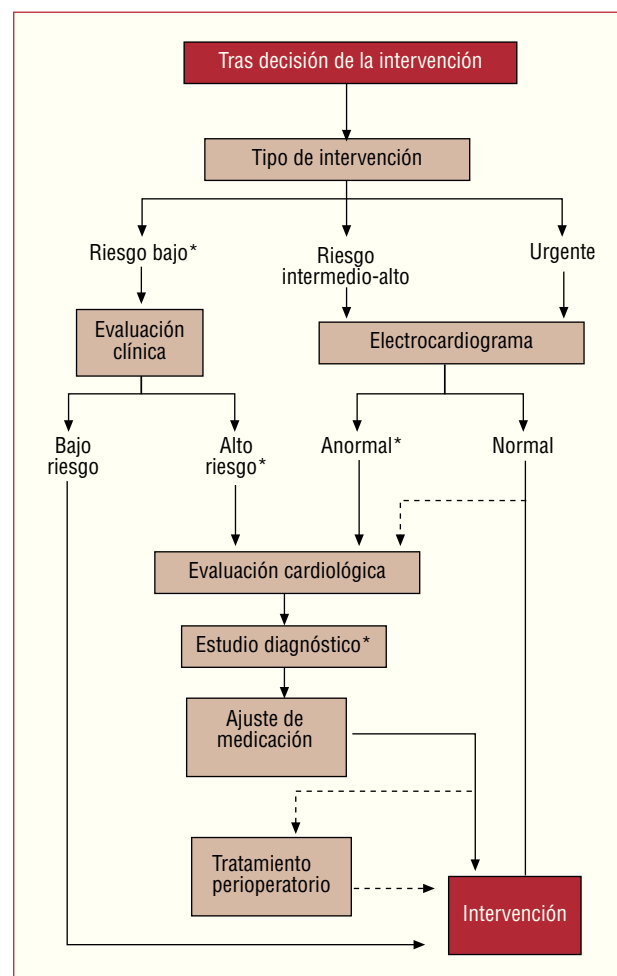 Tras decisión de la intervención
Tipo de intervención
Riesgo bajo*
Riesgo
intermedio-alto
Urgente
Evaluación
clínica
Electrocardiograma
Bajo
riesgo
Alto
riesgo*
Anormal*
Normal
Evaluación cardiológica
Estudio diagnóstico*
Ajuste de
medicación
Tratamiento
perioperatorio
Intervención